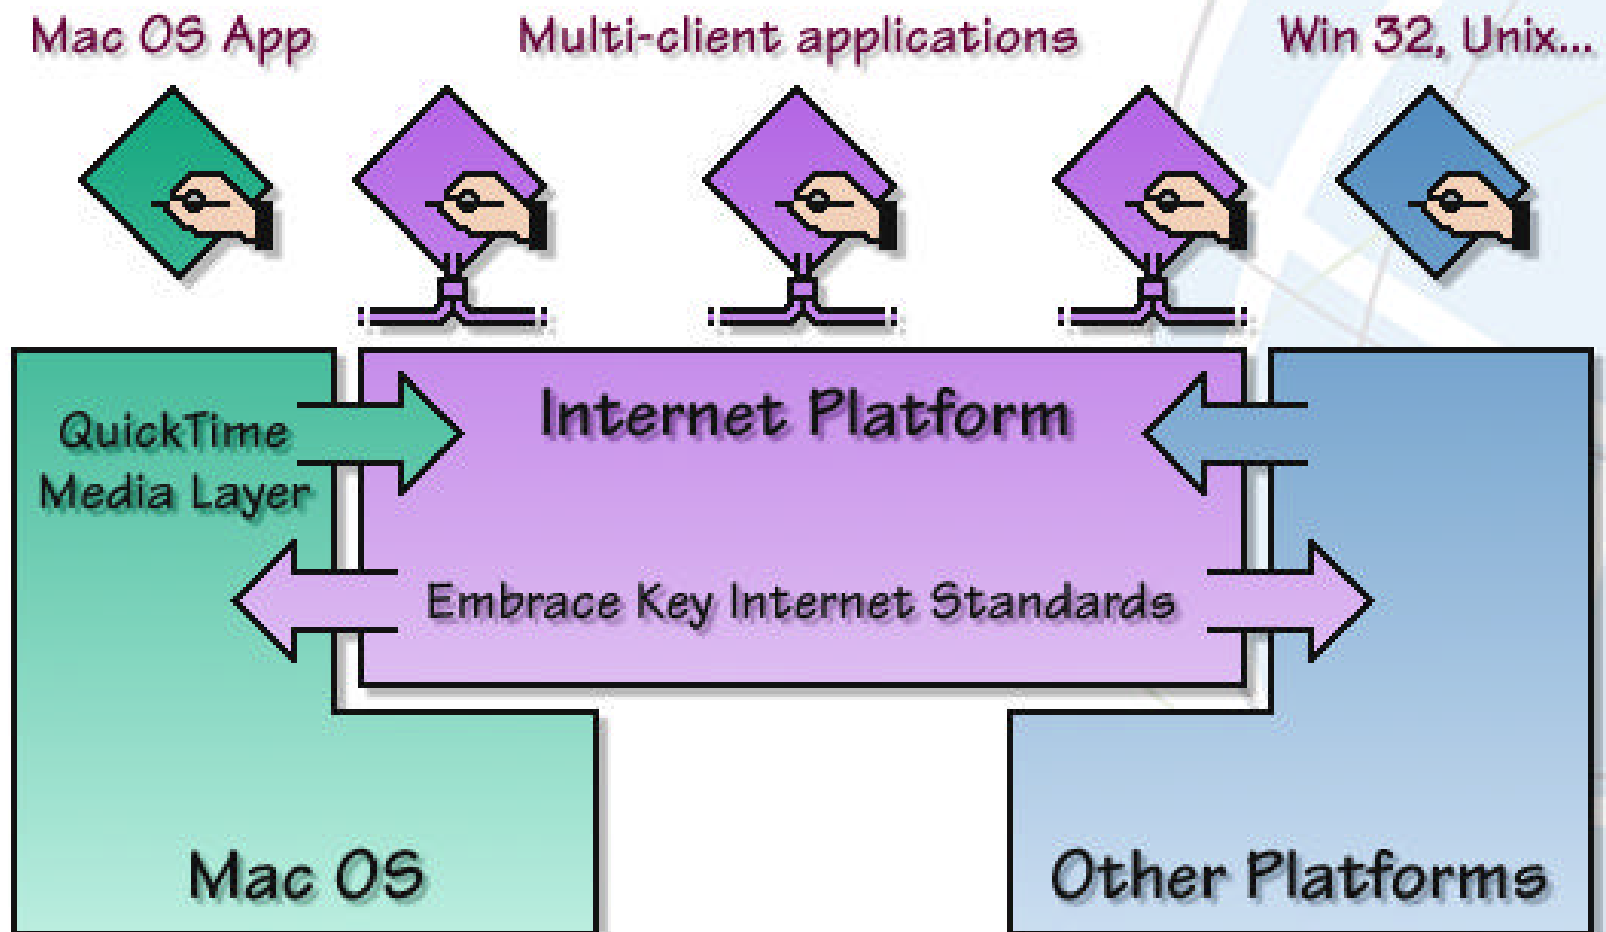 Mac OS App
Multi-client applications
Win 32, Unix...
QuickTime
Media Layer
Internet Platform
Embrace Key Internet Standards
Mac OS
Other Platforms